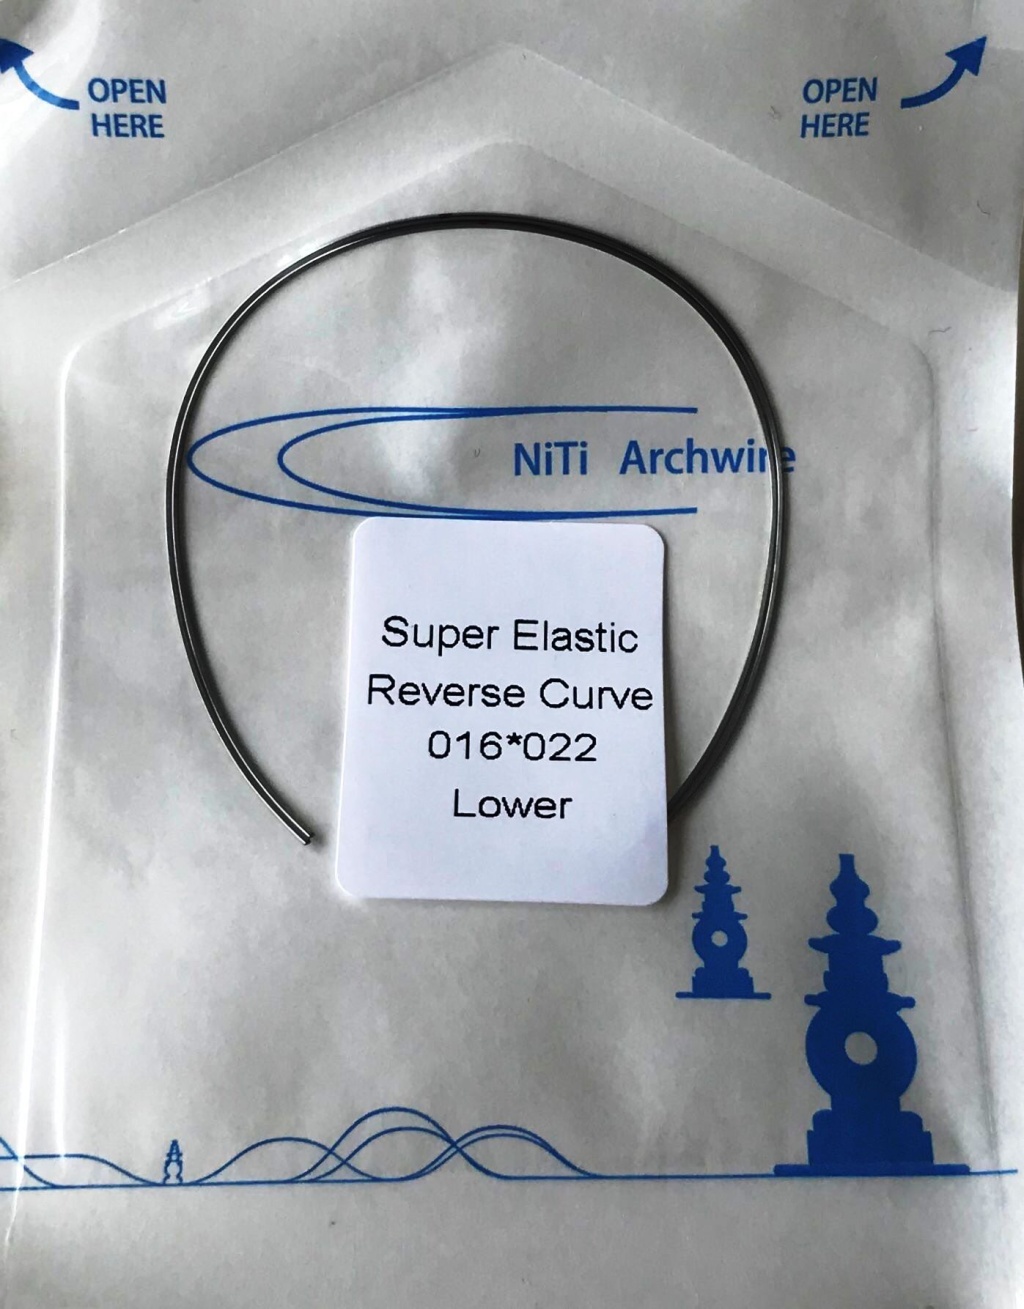 OPEN
HERE
OPEN
HERE
NiTi Archwire
Super Elastic
Reverse Curve
016*022
Lower